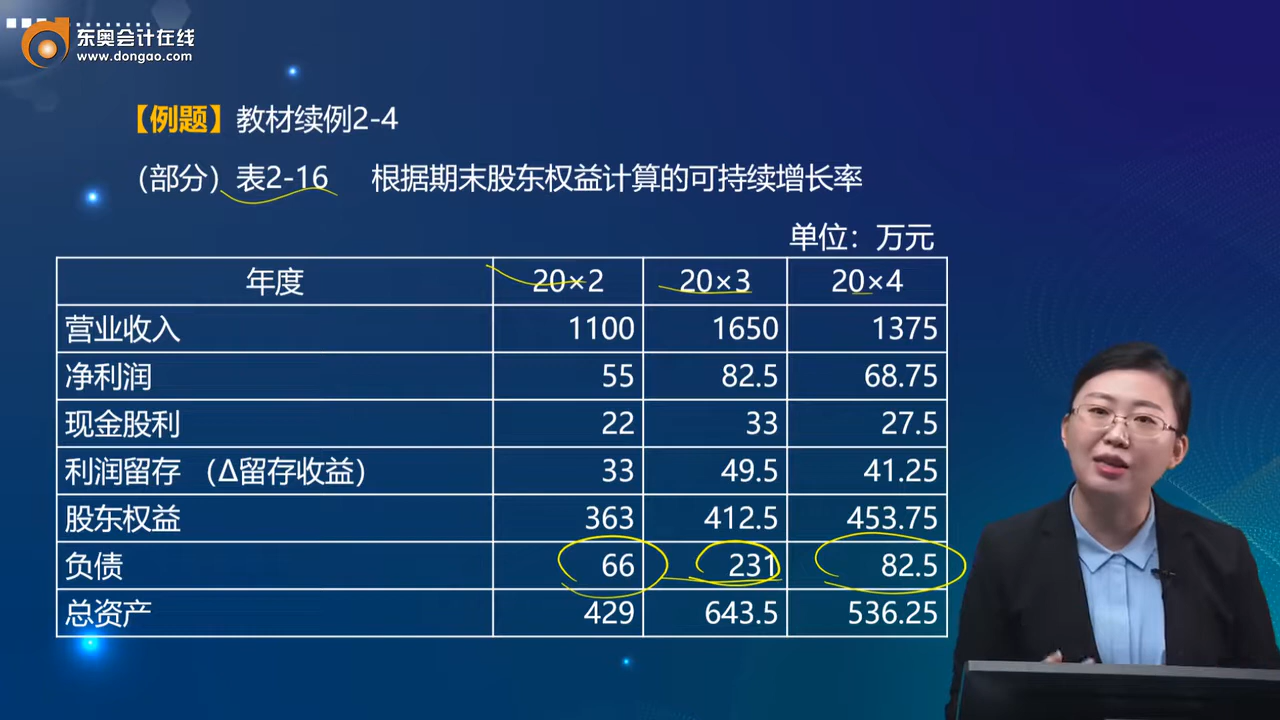 东奥会计在线
www.dongao.com
【例题】教材续例2-4
（部分）表2-16 根据期末股东权益计算的可持续增长率
单位：万元
年度 20×2 20×3 20×4
营业收入 1100 1650 1375
净利润 55 82.5 68.75
现金股利 22 33 27.5
利润留存 （Δ留存收益） 33 49.5 41.25
股东权益 363 412.5 453.75
负债 66 231 82.5
总资产 429 643.5 536.25